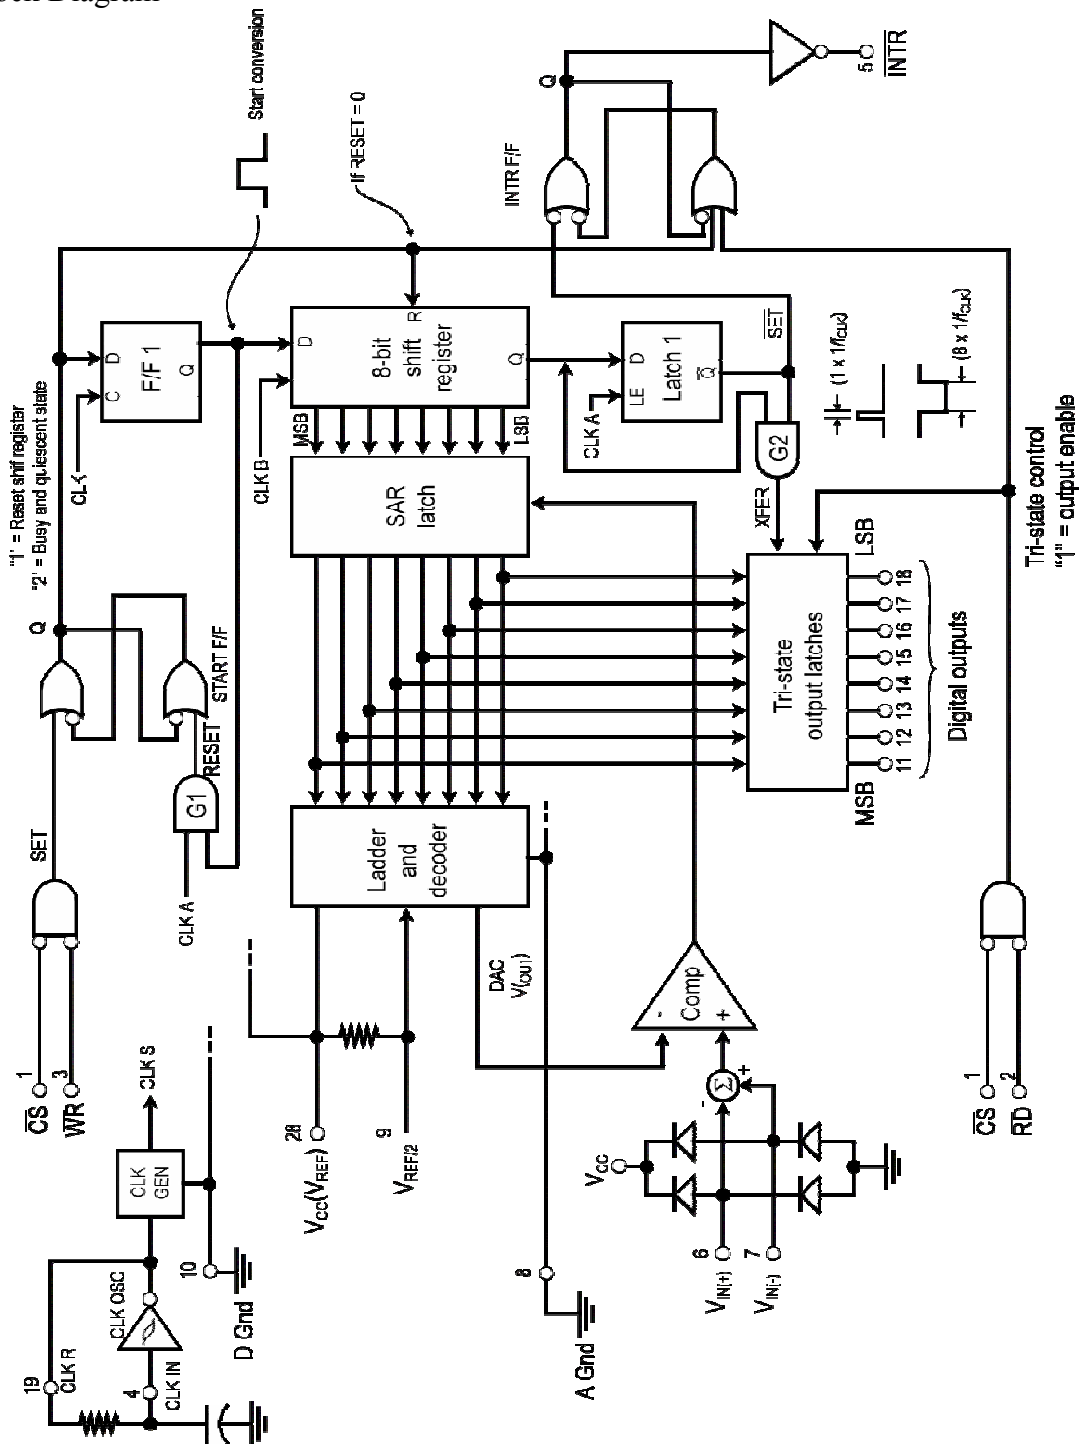 Diagram
Start conversion
If RESET = 0
INTR F/F
Q
5
INTR
"1" = Reset shif register
"2" = Busy and quiescent state
CLK
C
D
F/F 1
Q
D
R
8-bit
shift
register
Q
CLK B
MSB
LSB
SAR
latch
CLK A
LE
D
Latch 1
Q
SET
G2
XFER
(1 x 1/fCLK)
(8 x 1/fCLK)
Q
START F/F
RESET
G1
SET
CLK A
Tri-state
output latches
LSB
MSB
18
17
16
15
14
13
12
11
Digital outputs
Tri-state control
"1" = output enable
Ladder
and
decoder
DAC
V(OUT)
-
Comp
+
CS
1
WR
3
CLK S
CLK
GEN
CLK OSC
19
CLK R
4
CLK IN
10
D Gnd
28
VCC(VREF)
9
VREF/2
8
A Gnd
VCC
-
Σ
+
6
VIN(+)
7
VIN(-)
CS
1
RD
2